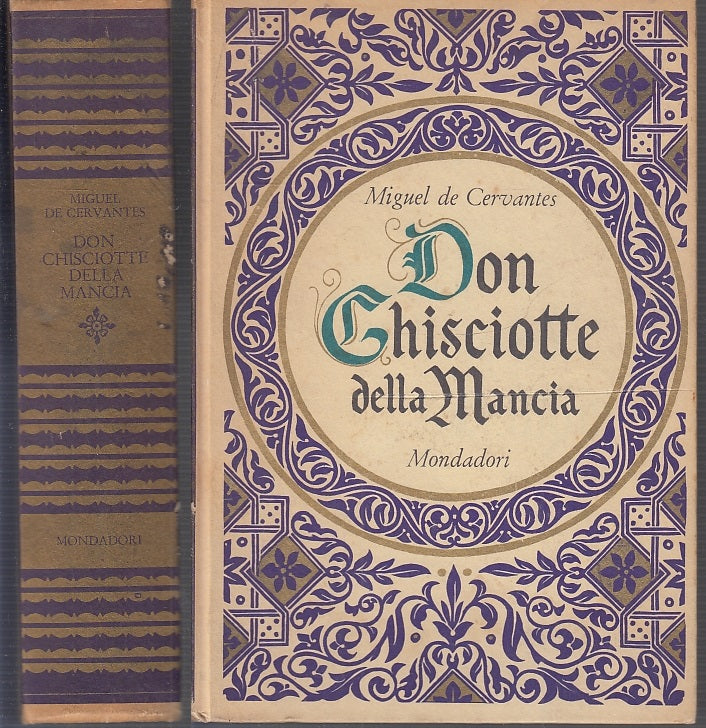 MIGUEL
DE CERVANTES
DON
CHISCIOTTE
DELLA
MANCIA
MONDADORI
Miguel de Cervantes
Don
Chisciotte
della Mancia
Mondadori